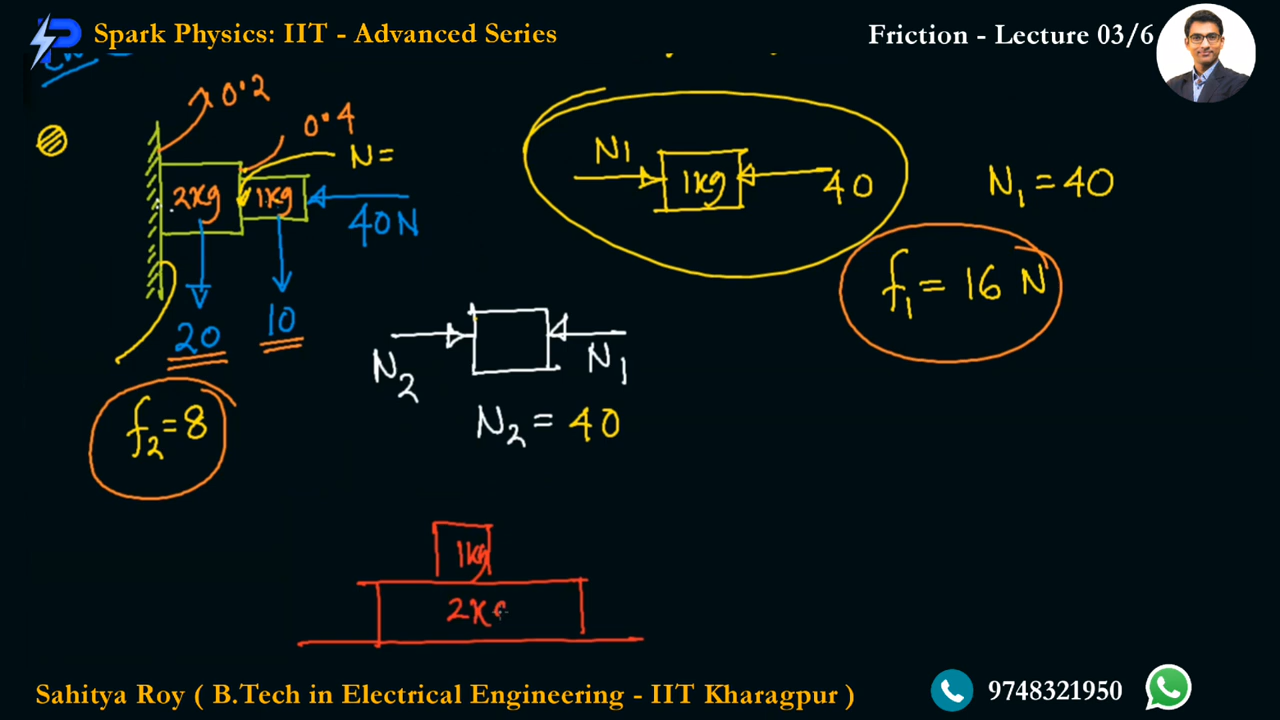 Spark Physics: IIT - Advanced Series
Friction - Lecture 03/6
0.2
0.4
N=
2kg
1kg
40N
20
10
f2=8
N1
1kg
40
N1=40
f1=16 N
N2
N1
N2=40
1kg
2K
Sahitya Roy ( B.Tech in Electrical Engineering - IIT Kharagpur )
9748321950